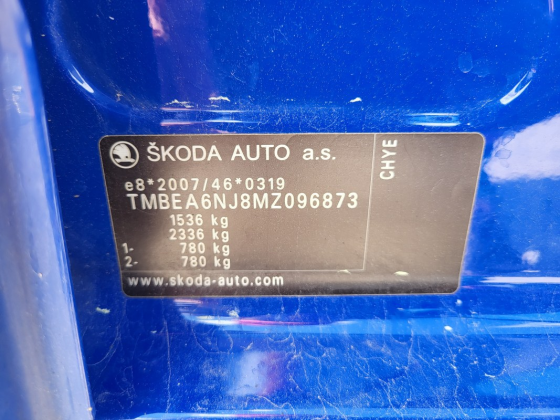 ŠKODA AUTO a.s.
CHYE
e8*2007/46*0319
TMBEA6NJ8MZ096873
1536 kg
2336 kg
1- 780 kg
2- 780 kg
www.skoda-auto.com